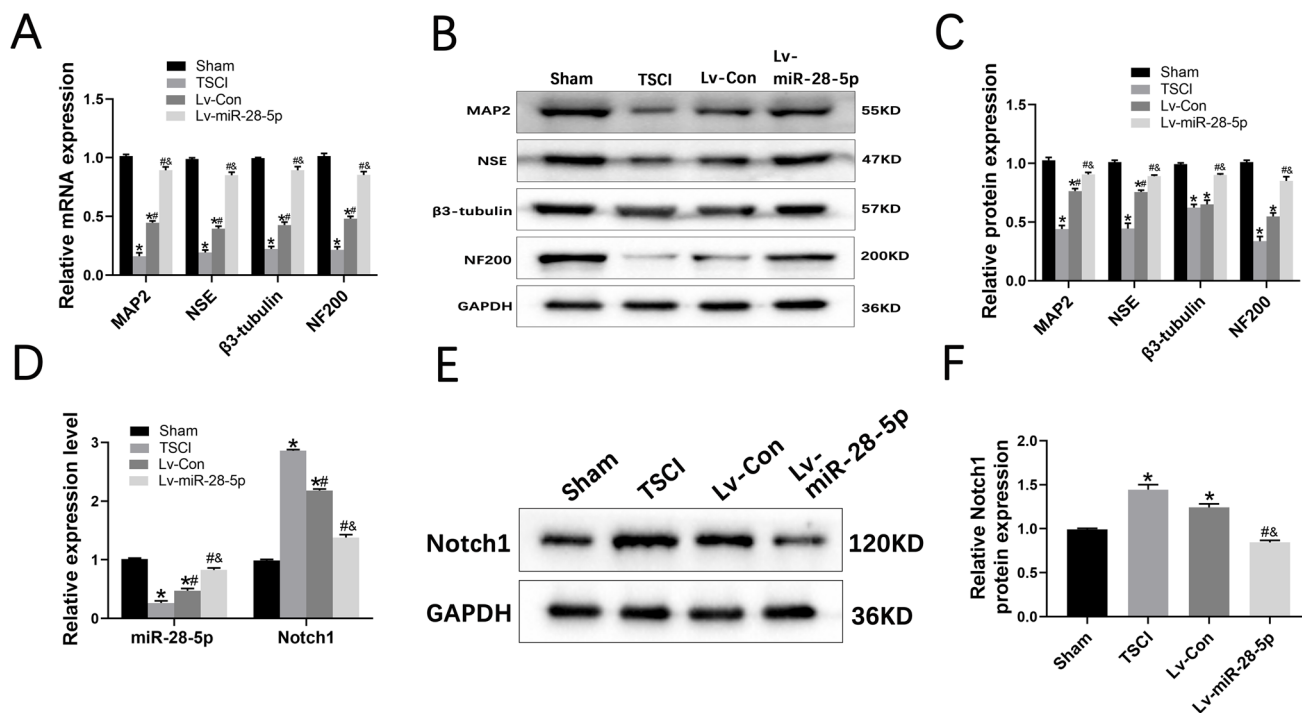 A
Sham
TSCI
Lv-Con
Lv-miR-28-5p
Relative mRNA expression
1.5
1.0
0.5
0.0
* *# #&
* *# #&
* *# #&
* *# #&
MAP2
NSE
β3-tubulin
NF200
B
Sham
TSCI
Lv-Con
Lv-
miR-28-5p
MAP2
55KD
NSE
47KD
β3-tubulin
57KD
NF200
200KD
GAPDH
36KD
C
Sham
TSCI
Lv-Con
Lv-miR-28-5p
Relative protein expression
1.5
1.0
0.5
0.0
* *# #&
* *# #&
* * #&
* * #&
MAP2
NSE
β3-tubulin
NF200
D
Sham
TSCI
Lv-Con
Lv-miR-28-5p
Relative expression level
3
2
1
0
* *# #&
* *# #&
miR-28-5p
Notch1
E
Sham
TSCI
Lv-Con
Lv-
miR-28-5p
Notch1
120KD
GAPDH
36KD
F
Relative Notch1
protein expression
2.0
1.5
1.0
0.5
0.0
* * #&
Sham
TSCI
Lv-Con
Lv-miR-28-5p